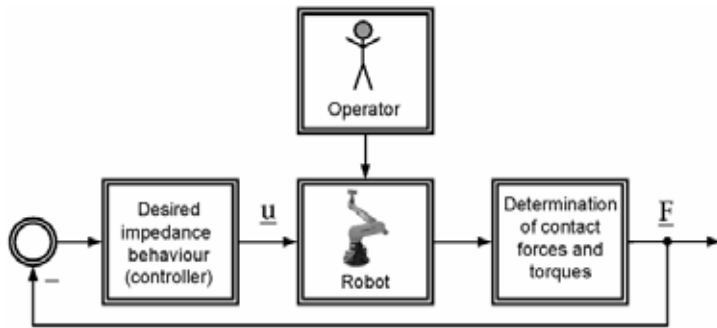 Operator
Desired
impedance
behaviour
(controller)
u
Robot
Determination
of contact
forces and
torques
F
–